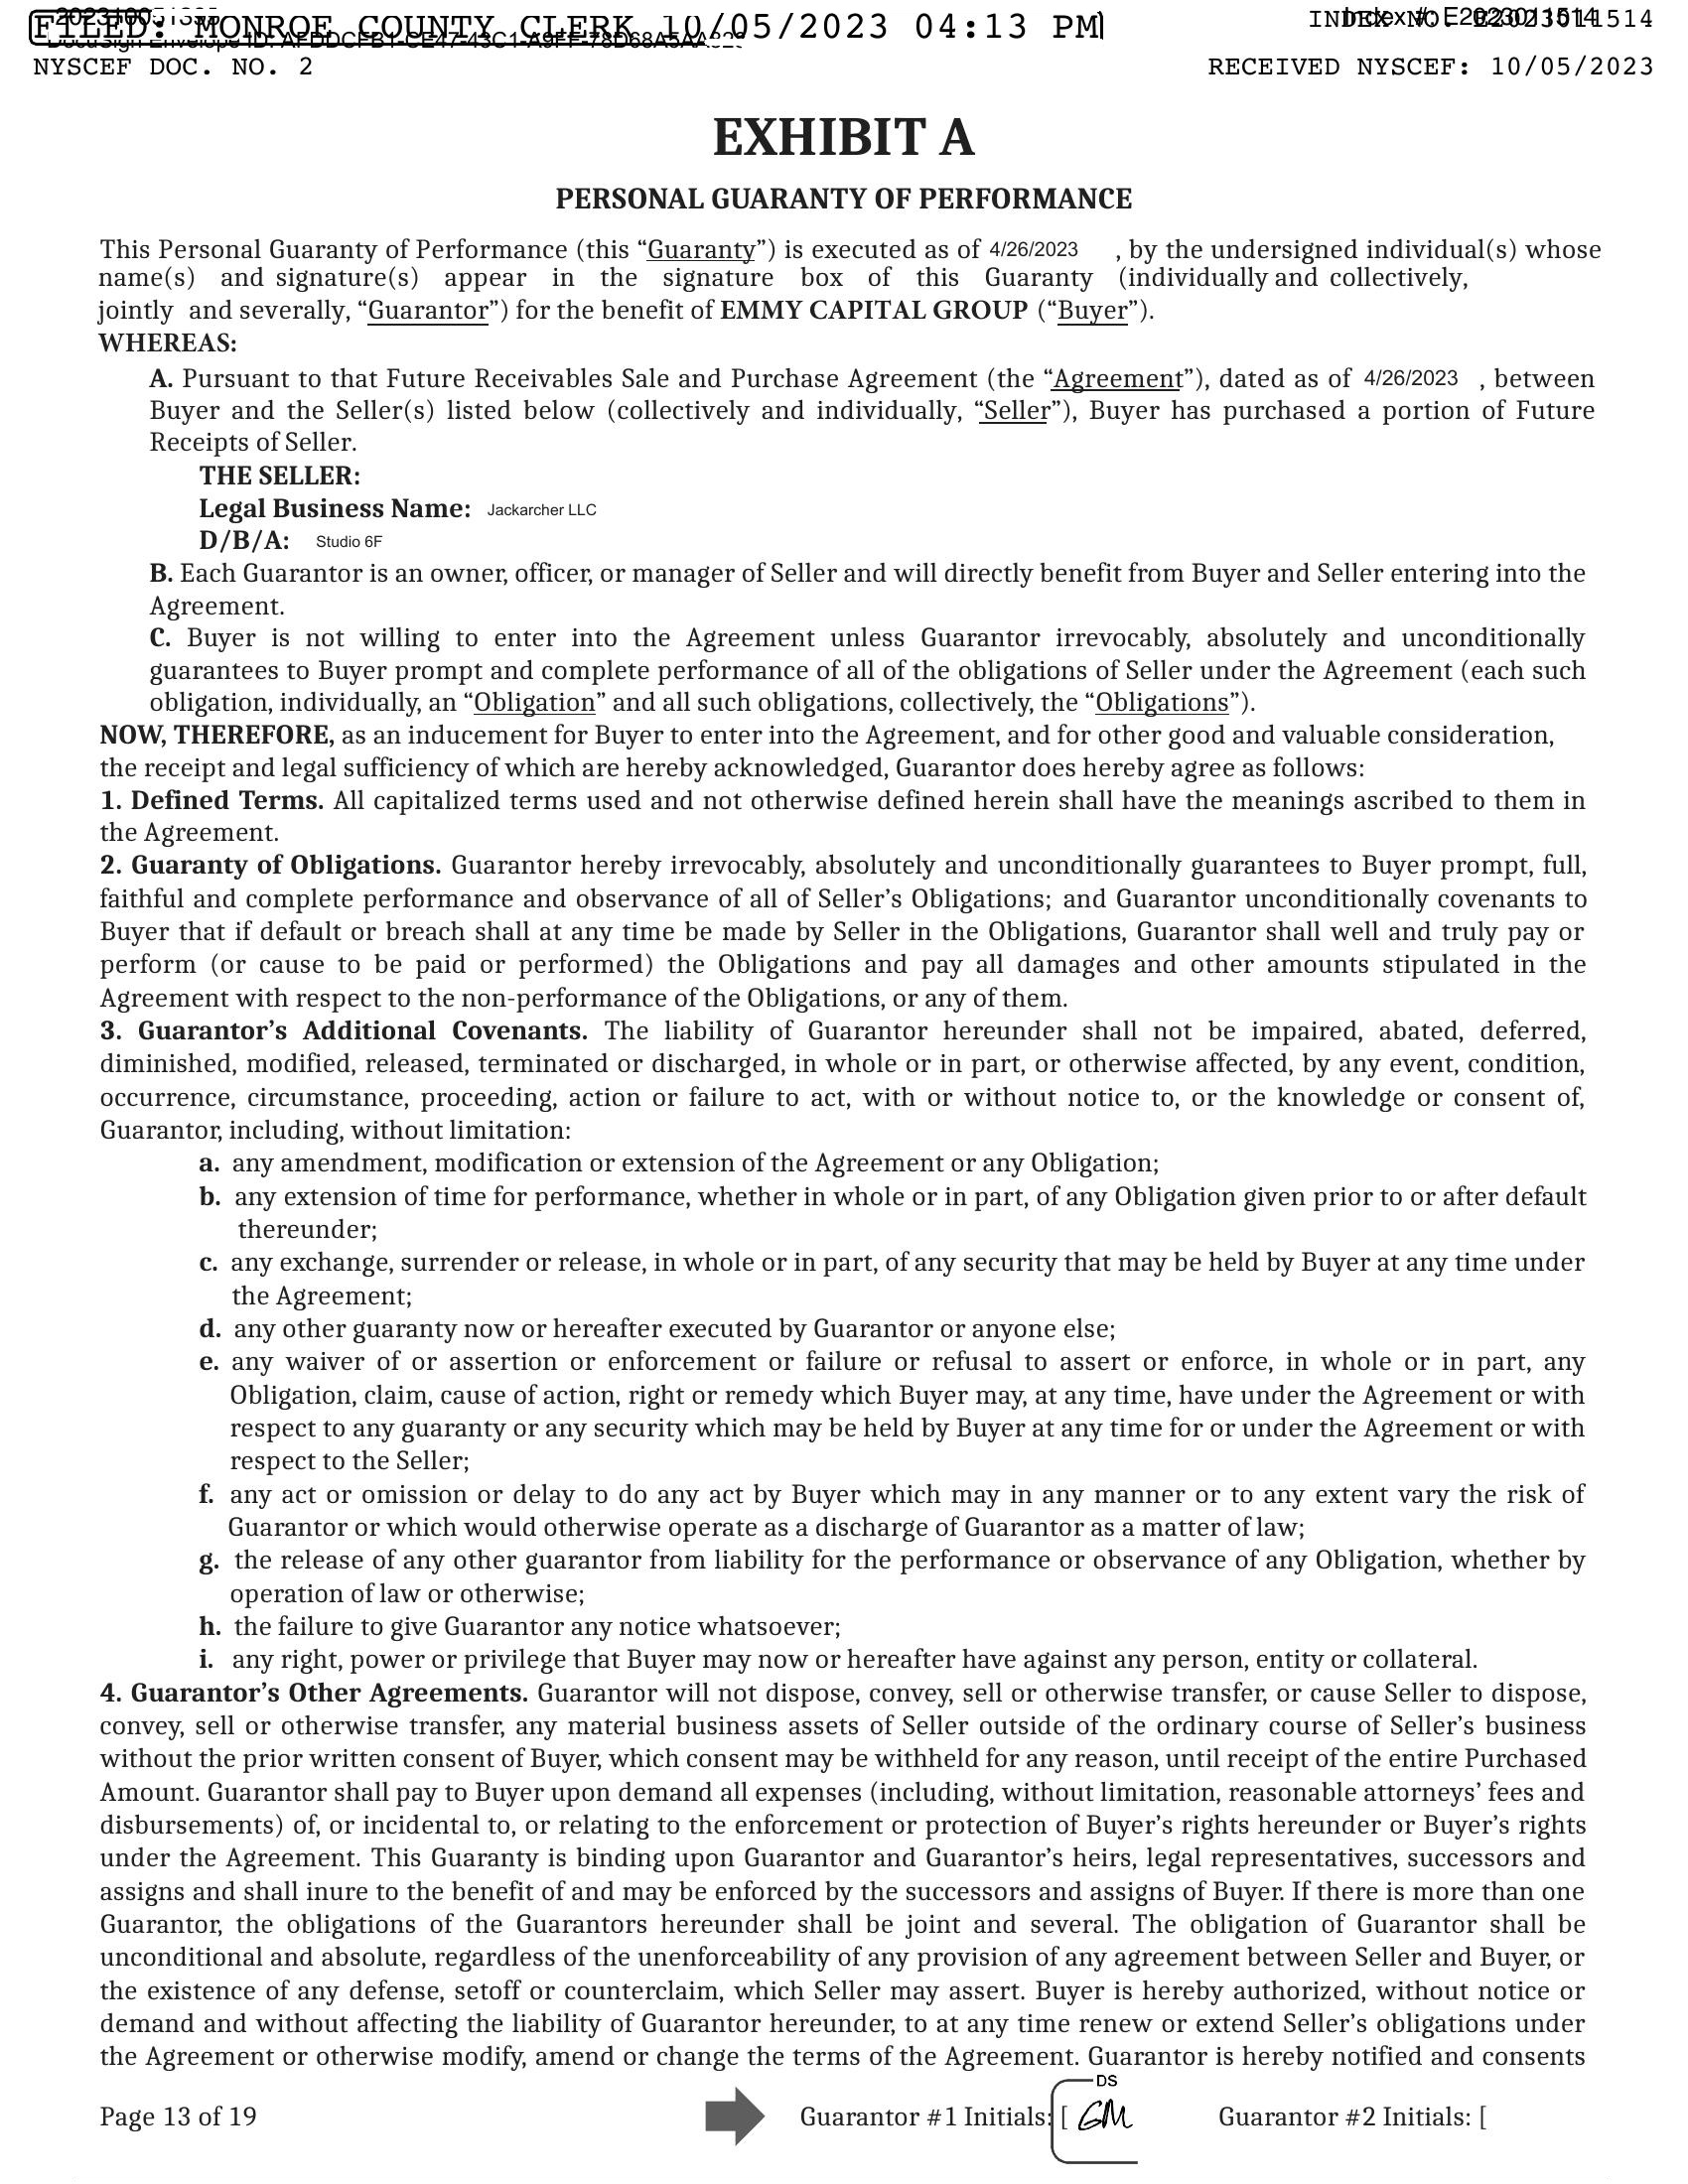 FILED: MONROE COUNTY CLERK 10/05/2023 04:13 PM
INDEX NO. E2023011514
NYSCEF DOC. NO. 2
RECEIVED NYSCEF: 10/05/2023
EXHIBIT A
PERSONAL GUARANTY OF PERFORMANCE
This Personal Guaranty of Performance (this “Guaranty”) is executed as of 4/26/2023 , by the undersigned individual(s) whose
name(s) and signature(s) appear in the signature box of this Guaranty (individually and collectively,
jointly and severally, “Guarantor”) for the benefit of EMMY CAPITAL GROUP (“Buyer”).
WHEREAS:
A. Pursuant to that Future Receivables Sale and Purchase Agreement (the “Agreement”), dated as of 4/26/2023 , between
Buyer and the Seller(s) listed below (collectively and individually, “Seller”), Buyer has purchased a portion of Future
Receipts of Seller.
THE SELLER:
Legal Business Name: Jackarcher LLC
D/B/A: Studio 6F
B. Each Guarantor is an owner, officer, or manager of Seller and will directly benefit from Buyer and Seller entering into the
Agreement.
C. Buyer is not willing to enter into the Agreement unless Guarantor irrevocably, absolutely and unconditionally
guarantees to Buyer prompt and complete performance of all of the obligations of Seller under the Agreement (each such
obligation, individually, an “Obligation” and all such obligations, collectively, the “Obligations”).
NOW, THEREFORE, as an inducement for Buyer to enter into the Agreement, and for other good and valuable consideration,
the receipt and legal sufficiency of which are hereby acknowledged, Guarantor does hereby agree as follows:
1. Defined Terms. All capitalized terms used and not otherwise defined herein shall have the meanings ascribed to them in
the Agreement.
2. Guaranty of Obligations. Guarantor hereby irrevocably, absolutely and unconditionally guarantees to Buyer prompt, full,
faithful and complete performance and observance of all of Seller’s Obligations; and Guarantor unconditionally covenants to
Buyer that if default or breach shall at any time be made by Seller in the Obligations, Guarantor shall well and truly pay or
perform (or cause to be paid or performed) the Obligations and pay all damages and other amounts stipulated in the
Agreement with respect to the non-performance of the Obligations, or any of them.
3. Guarantor’s Additional Covenants. The liability of Guarantor hereunder shall not be impaired, abated, deferred,
diminished, modified, released, terminated or discharged, in whole or in part, or otherwise affected, by any event, condition,
occurrence, circumstance, proceeding, action or failure to act, with or without notice to, or the knowledge or consent of,
Guarantor, including, without limitation:
a. any amendment, modification or extension of the Agreement or any Obligation;
b. any extension of time for performance, whether in whole or in part, of any Obligation given prior to or after default
thereunder;
c. any exchange, surrender or release, in whole or in part, of any security that may be held by Buyer at any time under
the Agreement;
d. any other guaranty now or hereafter executed by Guarantor or anyone else;
e. any waiver of or assertion or enforcement or failure or refusal to assert or enforce, in whole or in part, any
Obligation, claim, cause of action, right or remedy which Buyer may, at any time, have under the Agreement or with
respect to any guaranty or any security which may be held by Buyer at any time for or under the Agreement or with
respect to the Seller;
f. any act or omission or delay to do any act by Buyer which may in any manner or to any extent vary the risk of
Guarantor or which would otherwise operate as a discharge of Guarantor as a matter of law;
g. the release of any other guarantor from liability for the performance or observance of any Obligation, whether by
operation of law or otherwise;
h. the failure to give Guarantor any notice whatsoever;
i. any right, power or privilege that Buyer may now or hereafter have against any person, entity or collateral.
4. Guarantor’s Other Agreements. Guarantor will not dispose, convey, sell or otherwise transfer, or cause Seller to dispose,
convey, sell or otherwise transfer, any material business assets of Seller outside of the ordinary course of Seller’s business
without the prior written consent of Buyer, which consent may be withheld for any reason, until receipt of the entire Purchased
Amount. Guarantor shall pay to Buyer upon demand all expenses (including, without limitation, reasonable attorneys’ fees and
disbursements) of, or incidental to, or relating to the enforcement or protection of Buyer’s rights hereunder or Buyer’s rights
under the Agreement. This Guaranty is binding upon Guarantor and Guarantor’s heirs, legal representatives, successors and
assigns and shall inure to the benefit of and may be enforced by the successors and assigns of Buyer. If there is more than one
Guarantor, the obligations of the Guarantors hereunder shall be joint and several. The obligation of Guarantor shall be
unconditional and absolute, regardless of the unenforceability of any provision of any agreement between Seller and Buyer, or
the existence of any defense, setoff or counterclaim, which Seller may assert. Buyer is hereby authorized, without notice or
demand and without affecting the liability of Guarantor hereunder, to at any time renew or extend Seller’s obligations under
the Agreement or otherwise modify, amend or change the terms of the Agreement. Guarantor is hereby notified and consents
DS
Page 13 of 19 Guarantor #1 Initials: [ GM Guarantor #2 Initials: [